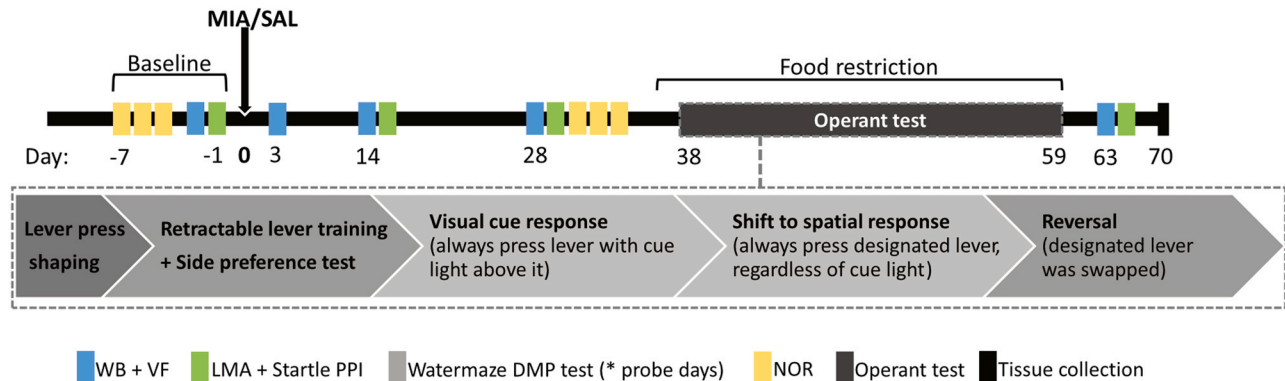 MIA/SAL
Baseline
Food restriction
Operant test
Day: -7 -1 0 3 14 28 38 59 63 70
Lever press
shaping
Retractable lever training
+ Side preference test
Visual cue response
(always press lever with cue
light above it)
Shift to spatial response
(always press designated lever,
regardless of cue light)
Reversal
(designated lever
was swapped)
WB + VF LMA + Startle PPI Watermaze DMP test (* probe days) NOR Operant test Tissue collection